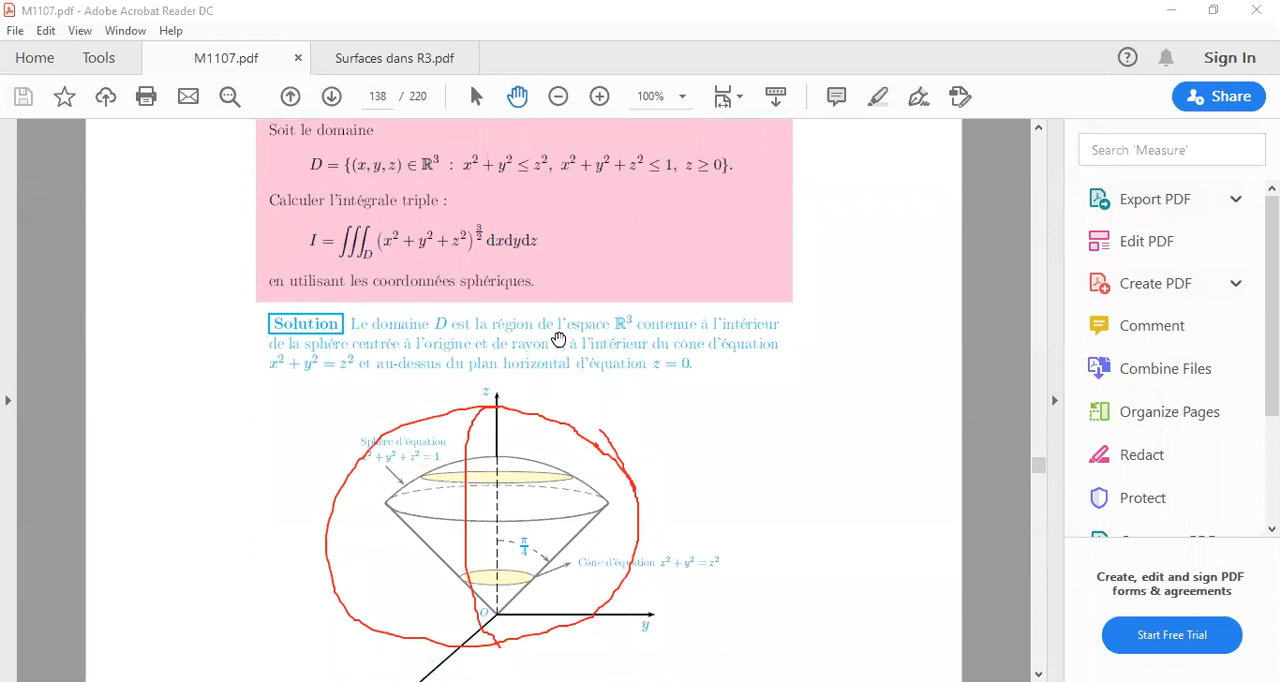 M1107.pdf - Adobe Acrobat Reader DC
File Edit View Window Help
Home Tools M1107.pdf × Surfaces dans R3.pdf Sign In
138 / 220 100% Share
Soit le domaine
D = {(x, y, z) ∈ ℝ³ : x² + y² ≤ z², x² + y² + z² ≤ 1, z ≥ 0}.
Calculer l'intégrale triple :
I = ∭_D (x² + y² + z²)^{3/2} dxdydz
en utilisant les coordonnées sphériques.
Solution Le domaine D est la région de l'espace ℝ³ contenue à l'intérieur
de la sphère centrée à l'origine et de rayon à l'intérieur du cône d'équation
x² + y² = z² et au-dessus du plan horizontal d'équation z = 0.
z
Sphère d'équation
x² + y² + z² = 1
π/4
Cône d'équation x² + y² = z²
O
y
Search 'Measure'
Export PDF
Edit PDF
Create PDF
Comment
Combine Files
Organize Pages
Redact
Protect
Create, edit and sign PDF
forms & agreements
Start Free Trial